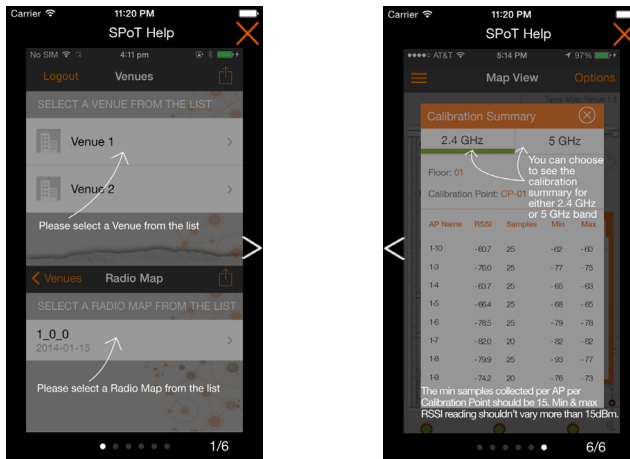 Carrier 11:20 PM
SPoT Help
No SIM 4:11 pm
Logout Venues
SELECT A VENUE FROM THE LIST
Venue 1
Venue 2
Please select a Venue from the list
Venues Radio Map
SELECT A RADIO MAP FROM THE LIST
1_0_0
2014-01-15
Please select a Radio Map from the list
1/6
Carrier 11:20 PM
SPoT Help
AT&T 5:14 PM 97%
Map View Options
Temp Map Venue 1.5
Calibration Summary
2.4 GHz 5 GHz
You can choose
to see the
calibration
summary for
either 2.4 GHz
or 5 GHz band
Floor: 01
Calibration Point: CP-01
AP Name RSSI Samples Min Max
1-10 -60.7 25 -62 -60
1-3 -76.0 25 -77 -75
1-4 -63.7 25 -65 -63
1-5 -66.4 25 -68 -65
1-6 -78.5 25 -79 -78
1-7 -82.0 20 -82 -82
1-8 -79.9 25 -93 -77
1-9 -74.2 20 -76 -73
The min samples collected per AP per
Calibration Point should be 15. Min & max
RSSI reading shouldn't vary more than 15dBm.
6/6